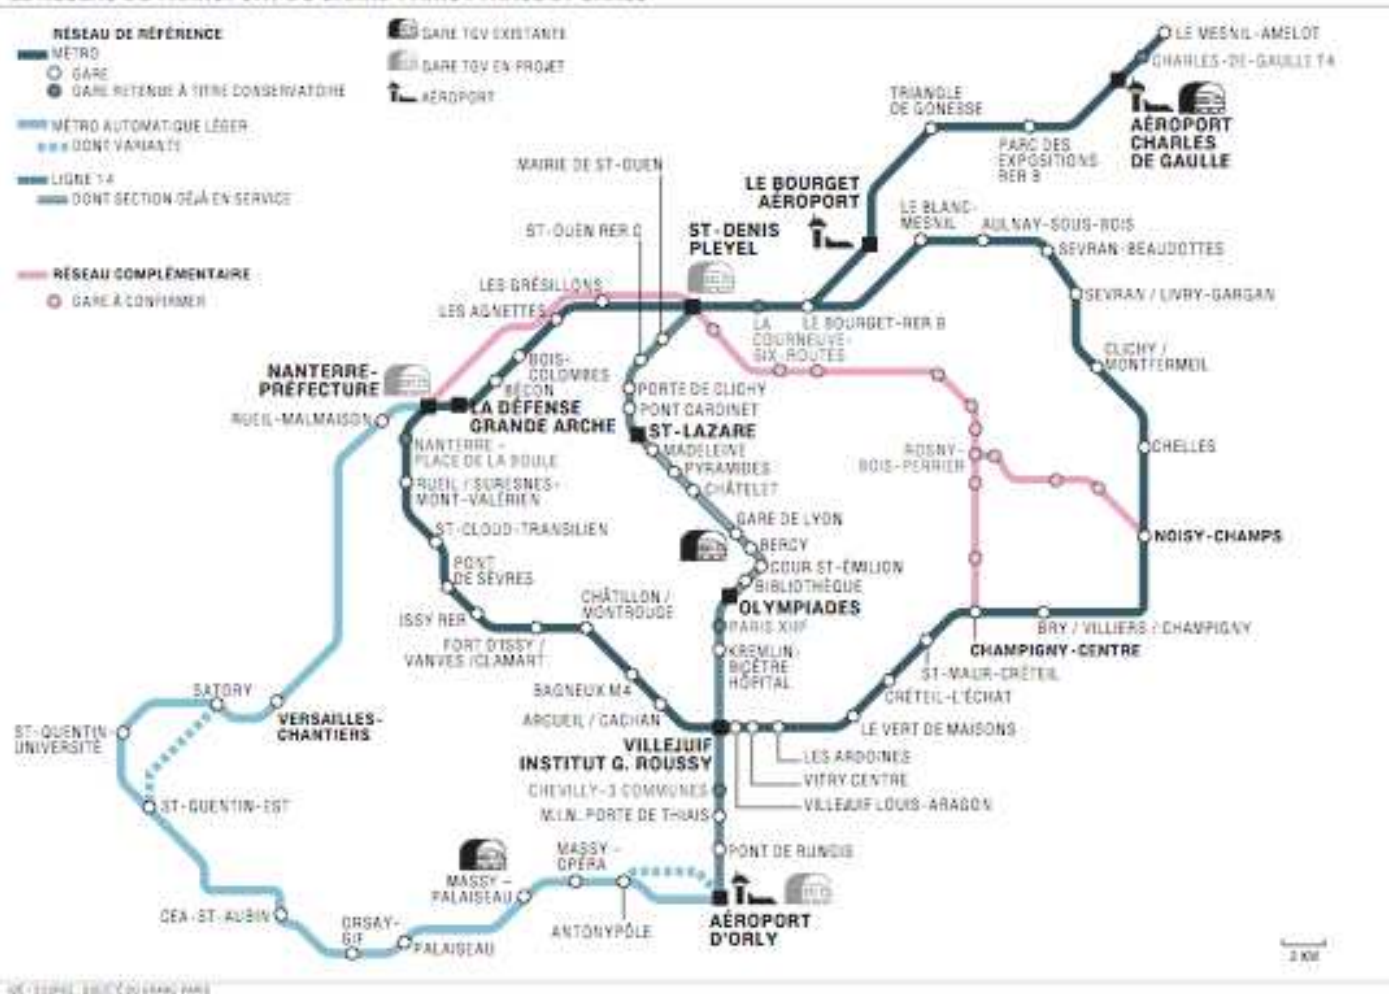 RÉSEAU DE RÉFÉRENCE
MÉTRO
GARE
GARE RETENUE À TITRE CONSERVATOIRE
MÉTRO AUTOMATIQUE LÉGER
DONT VARIANTE
LIGNE 14
DONT SECTION DÉJÀ EN SERVICE
RÉSEAU COMPLÉMENTAIRE
GARE À CONFIRMER
GARE TGV EXISTANTE
GARE TGV EN PROJET
AÉROPORT
LE MESNIL-AMELOT
CHARLES-DE-GAULLE T4
AÉROPORT
CHARLES
DE GAULLE
TRIANGLE
DE GONESSE
PARC DES
EXPOSITIONS
RER B
LE BOURGET
AÉROPORT
MAIRIE DE ST-OUEN
ST-OUEN RER C
ST-DENIS
PLEYEL
LE BLANC-
MESNIL
AULNAY-SOUS-BOIS
SEVRAN-BEAUDOTTES
SEVRAN / LIVRY-GARGAN
LES GRÉSILLONS
LES AGNETTES
LA
COURNEUVE-
SIX-ROUTES
LE BOURGET-RER B
CLICHY /
MONTFERMEIL
NANTERRE-
PRÉFECTURE
BOIS-
COLOMBES
BÉCON
LA DÉFENSE
GRANDE ARCHE
RUEIL-MALMAISON
PORTE DE CLICHY
PONT CARDINET
ST-LAZARE
MADELEINE
PYRAMIDES
CHÂTELET
NANTERRE -
PLACE DE LA BOULE
RUEIL / SURESNES-
MONT-VALÉRIEN
ROSNY-
BOIS-PERRIER
CHELLES
ST-CLOUD-TRANSILIEN
GARE DE LYON
BERCY
COUR ST-ÉMILION
BIBLIOTHÈQUE
OLYMPIADES
NOISY-CHAMPS
PONT
DE SÈVRES
CHÂTILLON /
MONTROUGE
ISSY RER
FORT D'ISSY /
VANVES /CLAMART
PARIS XIIIE
KREMLIN-
BICÊTRE
HÔPITAL
BRY / VILLIERS / CHAMPIGNY
CHAMPIGNY-CENTRE
ST-MAUR-CRÉTEIL
CRÉTEIL-L'ÉCHAT
LE VERT DE MAISONS
BAGNEUX M4
ARCUEIL / CACHAN
SATORY
VERSAILLES-
CHANTIERS
ST-QUENTIN
UNIVERSITÉ
VILLEJUIF
INSTITUT G. ROUSSY
LES ARDOINES
VITRY CENTRE
VILLEJUIF LOUIS-ARAGON
CHEVILLY-3 COMMUNES
M.I.N. PORTE DE THIAIS
ST-QUENTIN-EST
MASSY -
OPÉRA
MASSY -
PALAISEAU
PONT DE RUNGIS
ANTONYPÔLE
AÉROPORT
D'ORLY
CEA-ST-AUBIN
ORSAY-
GIF
PALAISEAU